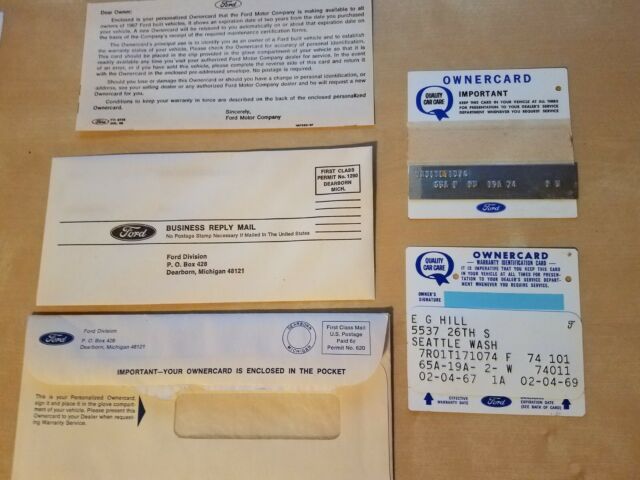 Ford
Dear Owner:
Enclosed is your personalized Ownercard that the Ford Motor Company is making available to all
owners of 1967 Ford built vehicles. It shows an expiration date of two years from the date you purchased
your vehicle. A new Ownercard will be mailed to you automatically on or about that expiration date on
the basis of the Company's receipt of the required maintenance certification forms.
The Ownercard's principal use is to identify you as an owner of a Ford built vehicle and to establish
the warranty status of your vehicle. Please check the Ownercard for accuracy of personal identification.
This card should be placed in the slip provided in the glove compartment of your vehicle so that it is
readily available any time you visit your authorized Ford Motor Company dealer for service. In the event
of an error, or if you have sold this vehicle, please complete the reverse side of this card and return it
with the Ownercard in the enclosed pre-addressed envelope. No postage is required.
Should you lose or damage this Ownercard or should you have a change in personal identification, or
address, see your selling dealer or any authorized Ford Motor Company dealer and he will request a new
Ownercard for you.
Conditions to keep your warranty in force are described on the back of the enclosed personalized
Ownercard.
Sincerely,
Ford Motor Company
Ford
FIRST CLASS
PERMIT No. 1290
DEARBORN
MICH.
Ford
BUSINESS REPLY MAIL
No Postage Stamp Necessary If Mailed In The United States
Ford Division
P. O. Box 428
Dearborn, Michigan 48121
Ford
Ford Division
P. O. Box 428
Dearborn, Michigan 48121
DEARBORN
MICHIGAN
First Class Mail
U.S. Postage
Paid 6¢
Permit No. 620
IMPORTANT—YOUR OWNERCARD IS ENCLOSED IN THE POCKET
This is your Personalized Ownercard
sign it and place it in the glove compart-
ment of your vehicle. Please present this
Ownercard to your Dealer when request-
ing Warranty Service.
OWNERCARD
QUALITY
CAR CARE
IMPORTANT
KEEP THIS CARD IN YOUR VEHICLE AT ALL TIMES
FOR PRESENTATION TO YOUR DEALER'S SERVICE
DEPARTMENT WHENEVER YOU REQUEST SERVICE
Ford
QUALITY
CAR CARE
OWNERCARD
WARRANTY IDENTIFICATION CARD
IT IS IMPERATIVE THAT YOU KEEP THIS CARD
IN YOUR VEHICLE AT ALL TIMES FOR PRESEN-
TATION TO YOUR DEALER'S SERVICE DEPART-
MENT WHENEVER YOU REQUIRE SERVICE.
OWNER'S
SIGNATURE
E G HILL
5537 26TH S
SEATTLE WASH
7R01T171074 F 74 101
65A-19A- 2- W 74011
02-04-67 1A 02-04-69
EFFECTIVE
WARRANTY DATE
Ford
EXPIRATION DATE
(SEE BACK OF CARD)